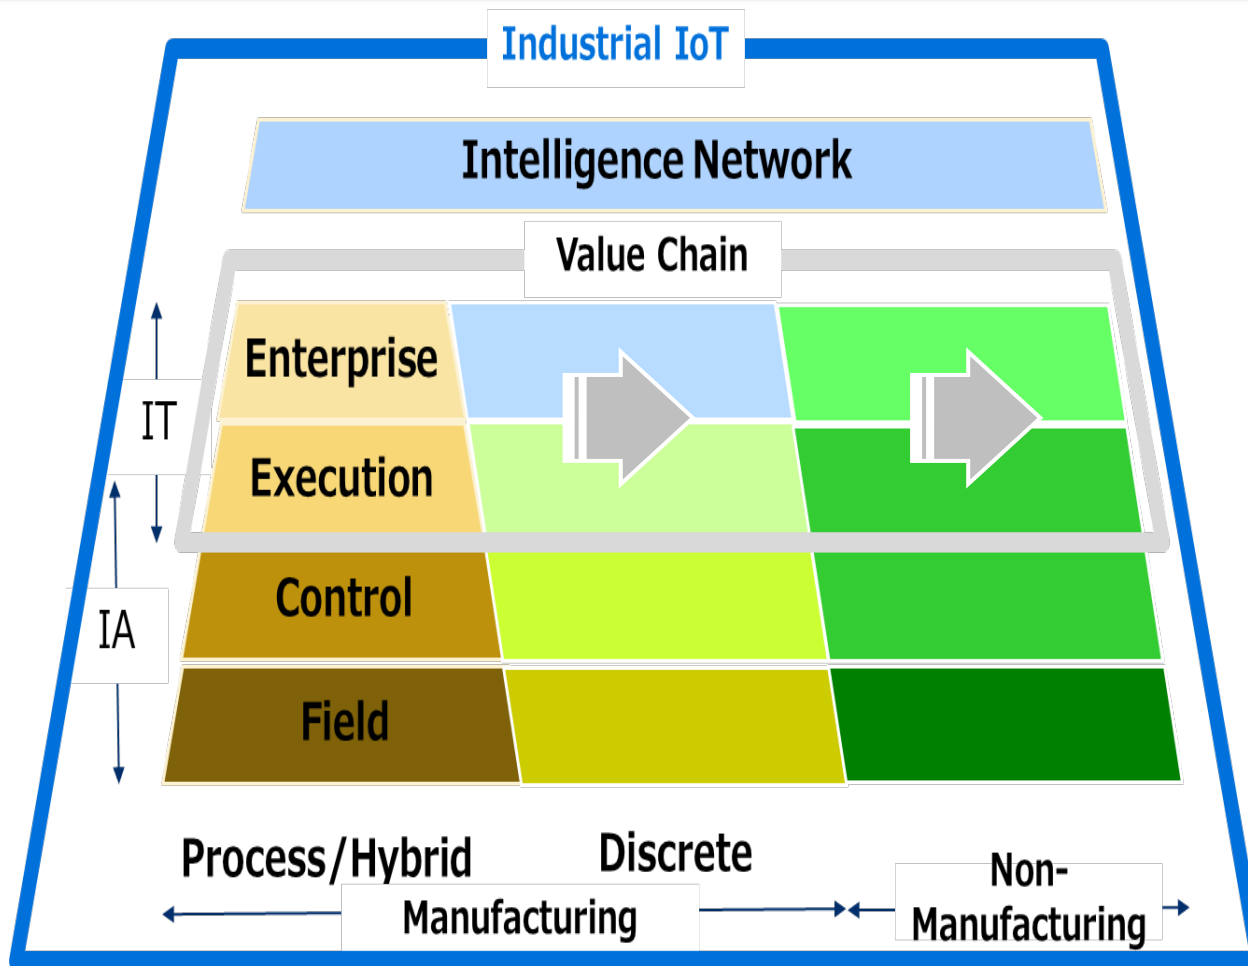 Industrial IoT
Intelligence Network
Value Chain
Enterprise
IT
Execution
Control
IA
Field
Process/Hybrid
Discrete
Manufacturing
Non-
Manufacturing